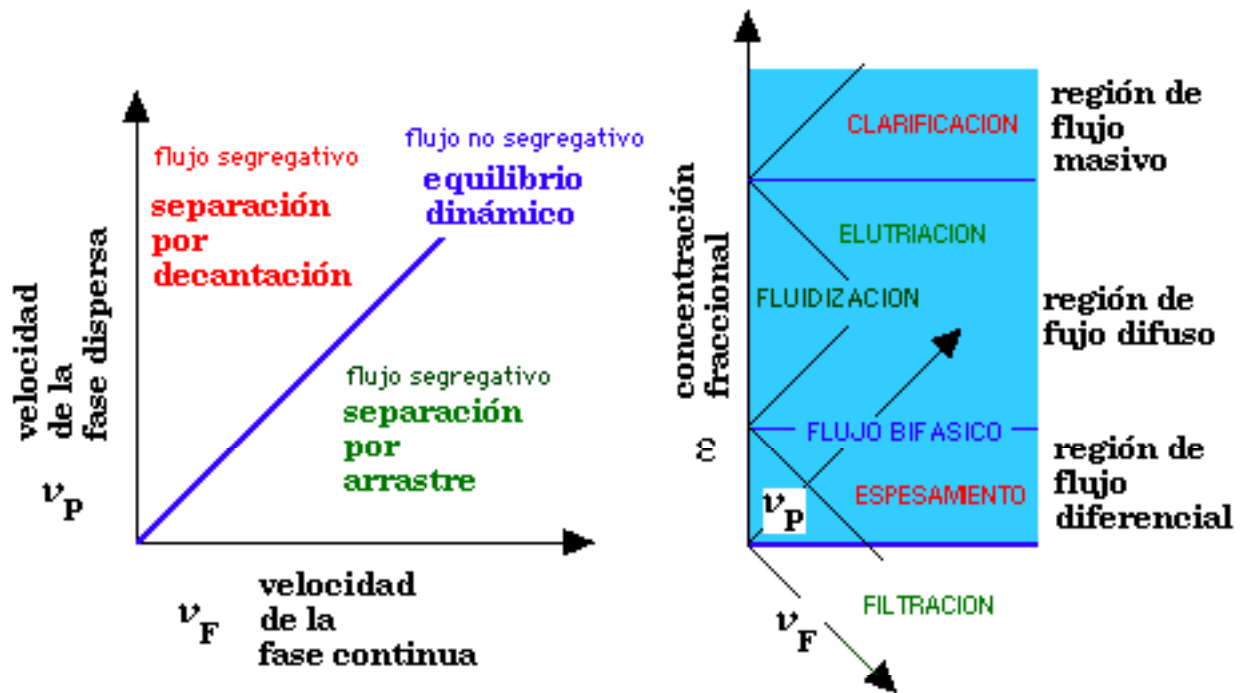 flujo segregativo
separación
por
decantación
flujo no segregativo
equilibrio
dinámico
flujo segregativo
separación
por
arrastre
velocidad
de la
fase dispersa
νP
νF
velocidad
de la
fase continua
concentración
fraccional
ε
CLARIFICACION
ELUTRIACION
FLUIDIZACION
FLUJO BIFASICO
ESPESAMIENTO
FILTRACION
νP
νF
región de
flujo
masivo
región de
fujo difuso
región de
flujo
diferencial